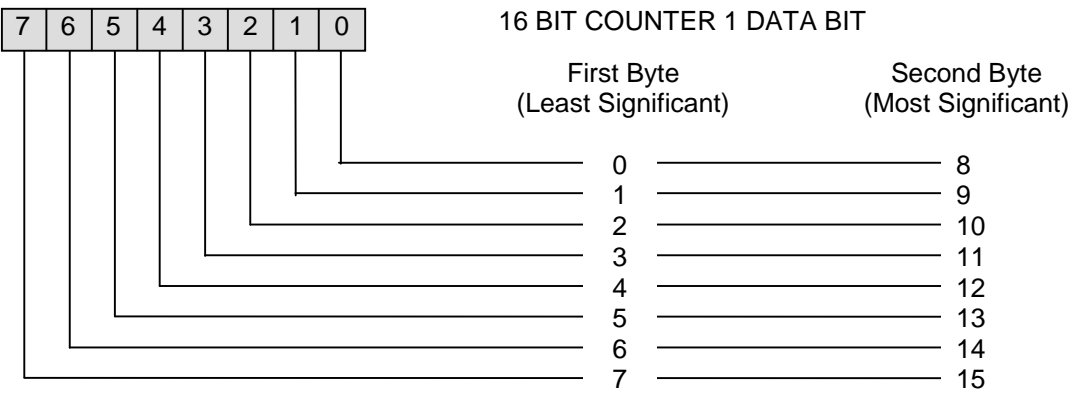 7 6 5 4 3 2 1 0 16 BIT COUNTER 1 DATA BIT
First Byte Second Byte
(Least Significant) (Most Significant)
0 8
1 9
2 10
3 11
4 12
5 13
6 14
7 15